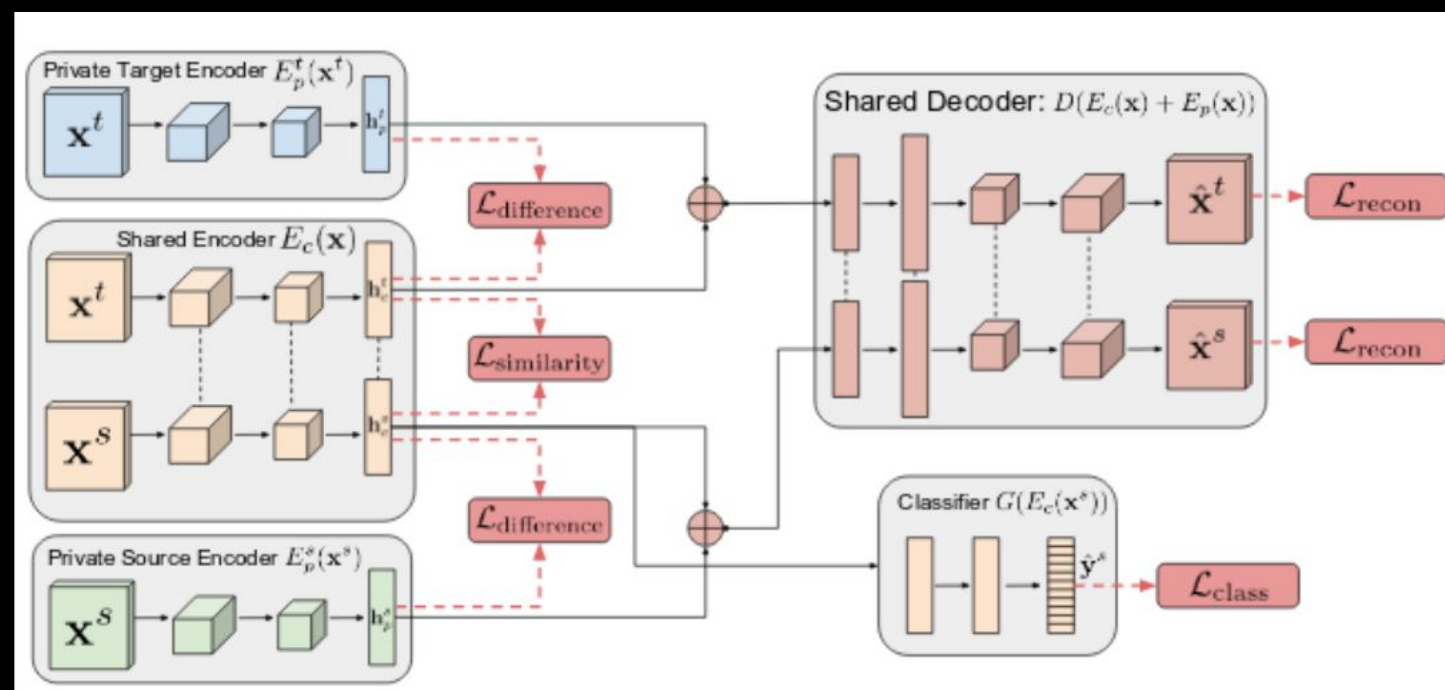 Private Target Encoder E_p^t(x^t)
x^t
h_p^t
Shared Encoder E_c(x)
x^t
h_c^t
x^s
h_c^s
Private Source Encoder E_p^s(x^s)
x^s
h_p^s
ℒ_difference
ℒ_similarity
ℒ_difference
Shared Decoder: D(E_c(x) + E_p(x))
x̂^t
ℒ_recon
x̂^s
ℒ_recon
Classifier G(E_c(x^s))
ŷ^s
ℒ_class